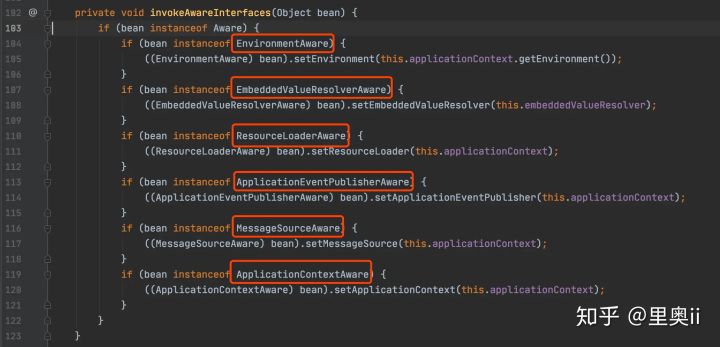 102 @ private void invokeAwareInterfaces(Object bean) {
103 if (bean instanceof Aware) {
104 if (bean instanceof EnvironmentAware) {
105 ((EnvironmentAware) bean).setEnvironment(this.applicationContext.getEnvironment());
106 }
107 if (bean instanceof EmbeddedValueResolverAware) {
108 ((EmbeddedValueResolverAware) bean).setEmbeddedValueResolver(this.embeddedValueResolver);
109 }
110 if (bean instanceof ResourceLoaderAware) {
111 ((ResourceLoaderAware) bean).setResourceLoader(this.applicationContext);
112 }
113 if (bean instanceof ApplicationEventPublisherAware) {
114 ((ApplicationEventPublisherAware) bean).setApplicationEventPublisher(this.applicationContext);
115 }
116 if (bean instanceof MessageSourceAware) {
117 ((MessageSourceAware) bean).setMessageSource(this.applicationContext);
118 }
119 if (bean instanceof ApplicationContextAware) {
120 ((ApplicationContextAware) bean).setApplicationContext(this.applicationContext);
121 }
122 }
123 }
知乎 @里奥ii